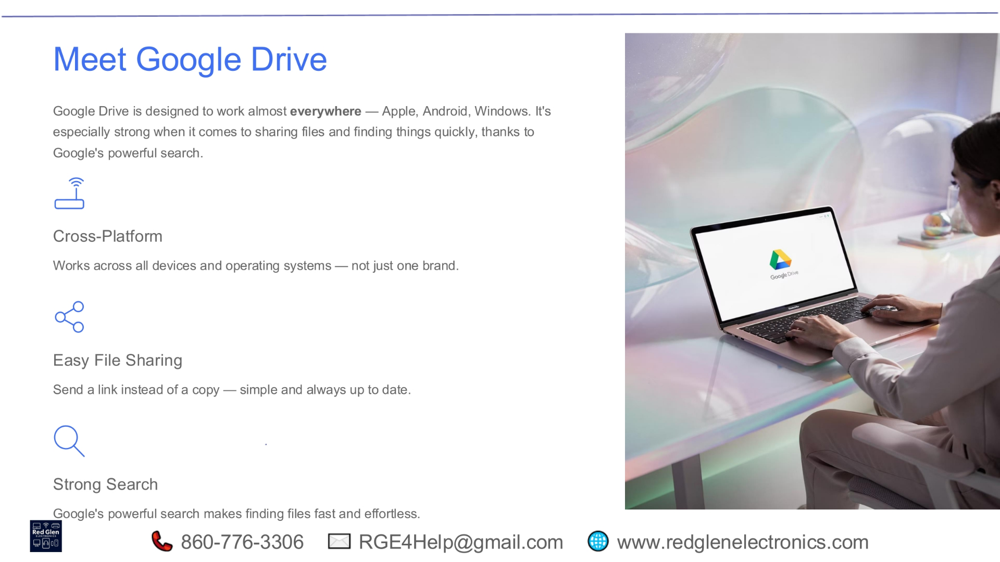 Meet Google Drive
Google Drive is designed to work almost everywhere — Apple, Android, Windows. It's
especially strong when it comes to sharing files and finding things quickly, thanks to
Google's powerful search.
Cross-Platform
Works across all devices and operating systems — not just one brand.
Easy File Sharing
Send a link instead of a copy — simple and always up to date.
.
Strong Search
Google's powerful search makes finding files fast and effortless.
Google Drive
Red Glen
ELECTRONICS
860-776-3306 RGE4Help@gmail.com www.redglenelectronics.com